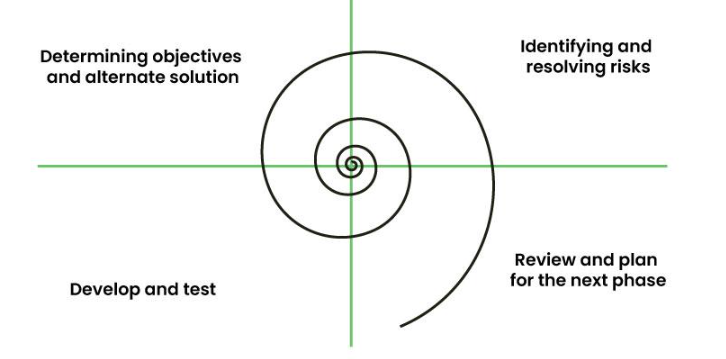 Determining objectives
and alternate solution
Identifying and
resolving risks
Develop and test
Review and plan
for the next phase